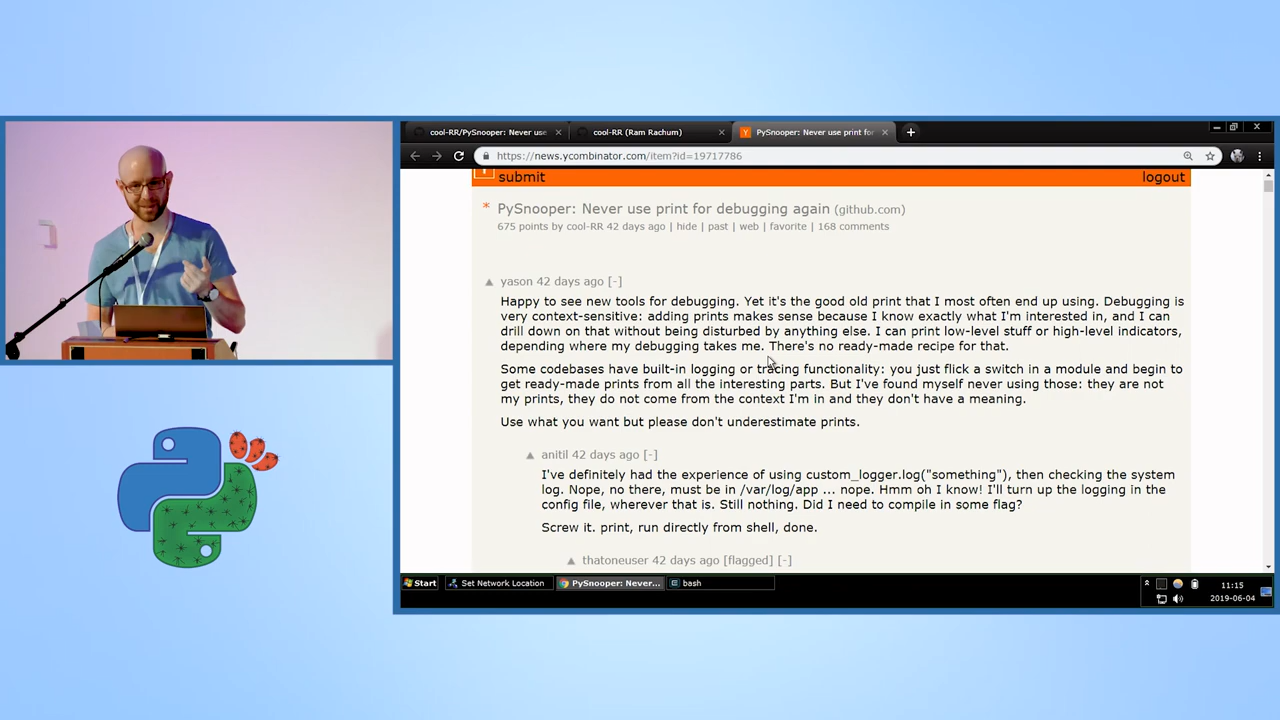 cool-RR/PySnooper: Never use
cool-RR (Ram Rachum)
PySnooper: Never use print for
https://news.ycombinator.com/item?id=19717786
submit
logout
* PySnooper: Never use print for debugging again (github.com)
675 points by cool-RR 42 days ago | hide | past | web | favorite | 168 comments
yason 42 days ago [-]
Happy to see new tools for debugging. Yet it's the good old print that I most often end up using. Debugging is
very context-sensitive: adding prints makes sense because I know exactly what I'm interested in, and I can
drill down on that without being disturbed by anything else. I can print low-level stuff or high-level indicators,
depending where my debugging takes me. There's no ready-made recipe for that.
Some codebases have built-in logging or tracing functionality: you just flick a switch in a module and begin to
get ready-made prints from all the interesting parts. But I've found myself never using those: they are not
my prints, they do not come from the context I'm in and they don't have a meaning.
Use what you want but please don't underestimate prints.
anitil 42 days ago [-]
I've definitely had the experience of using custom_logger.log("something"), then checking the system
log. Nope, no there, must be in /var/log/app ... nope. Hmm oh I know! I'll turn up the logging in the
config file, wherever that is. Still nothing. Did I need to compile in some flag?
Screw it. print, run directly from shell, done.
thatoneuser 42 days ago [flagged] [-]
Start
Set Network Location
PySnooper: Never...
bash
11:15
2019-06-04